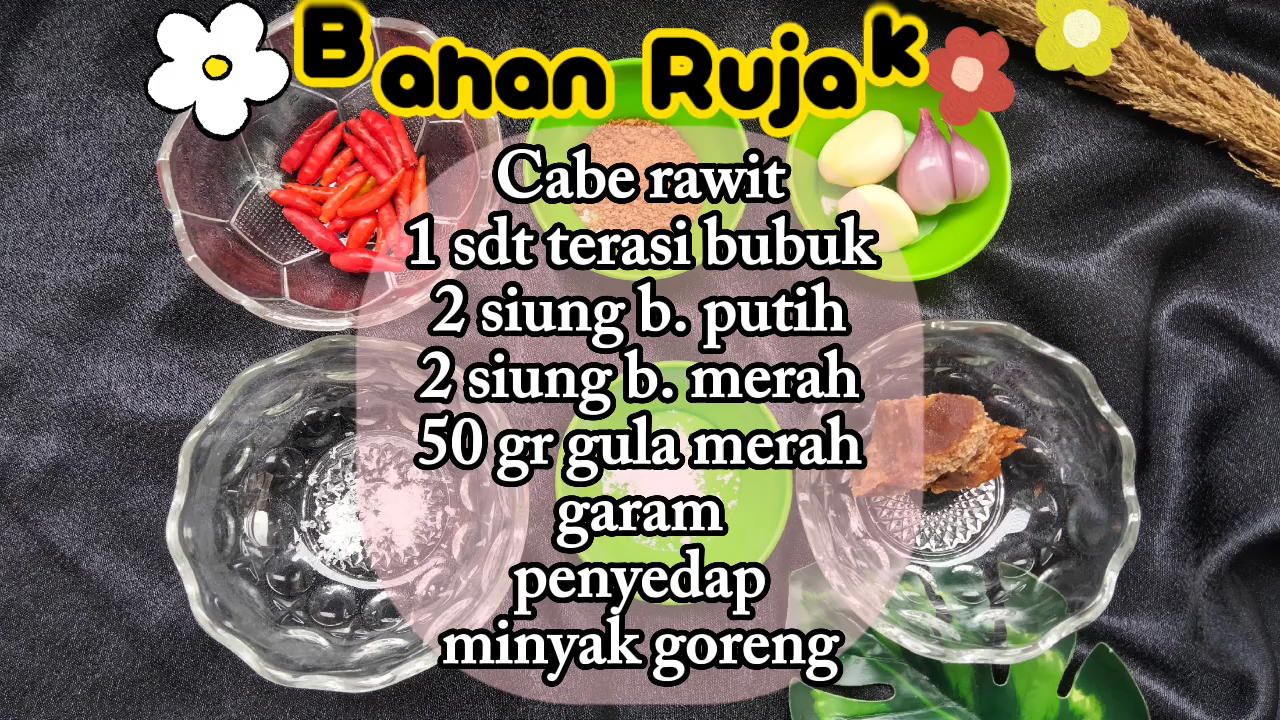 Bahan Rujak
Cabe rawit
1 sdt terasi bubuk
2 siung b. putih
2 siung b. merah
50 gr gula merah
garam
penyedap
minyak goreng